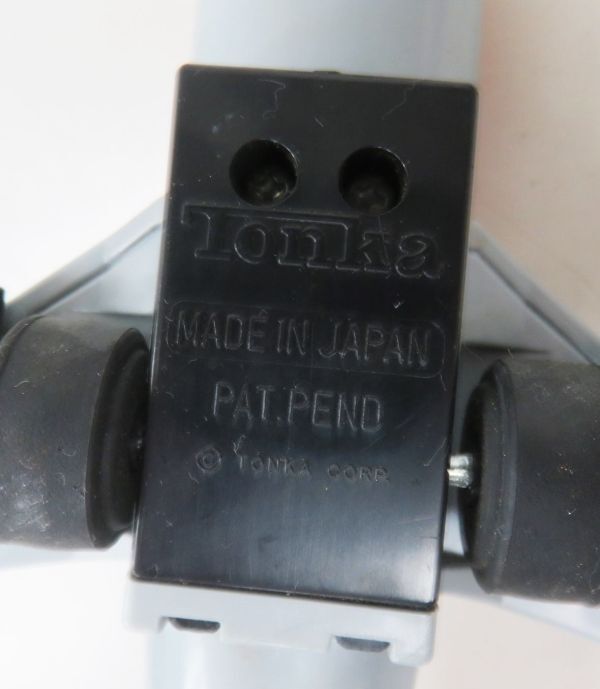 Tonka
MADE IN JAPAN
PAT. PEND
© TONKA CORP.